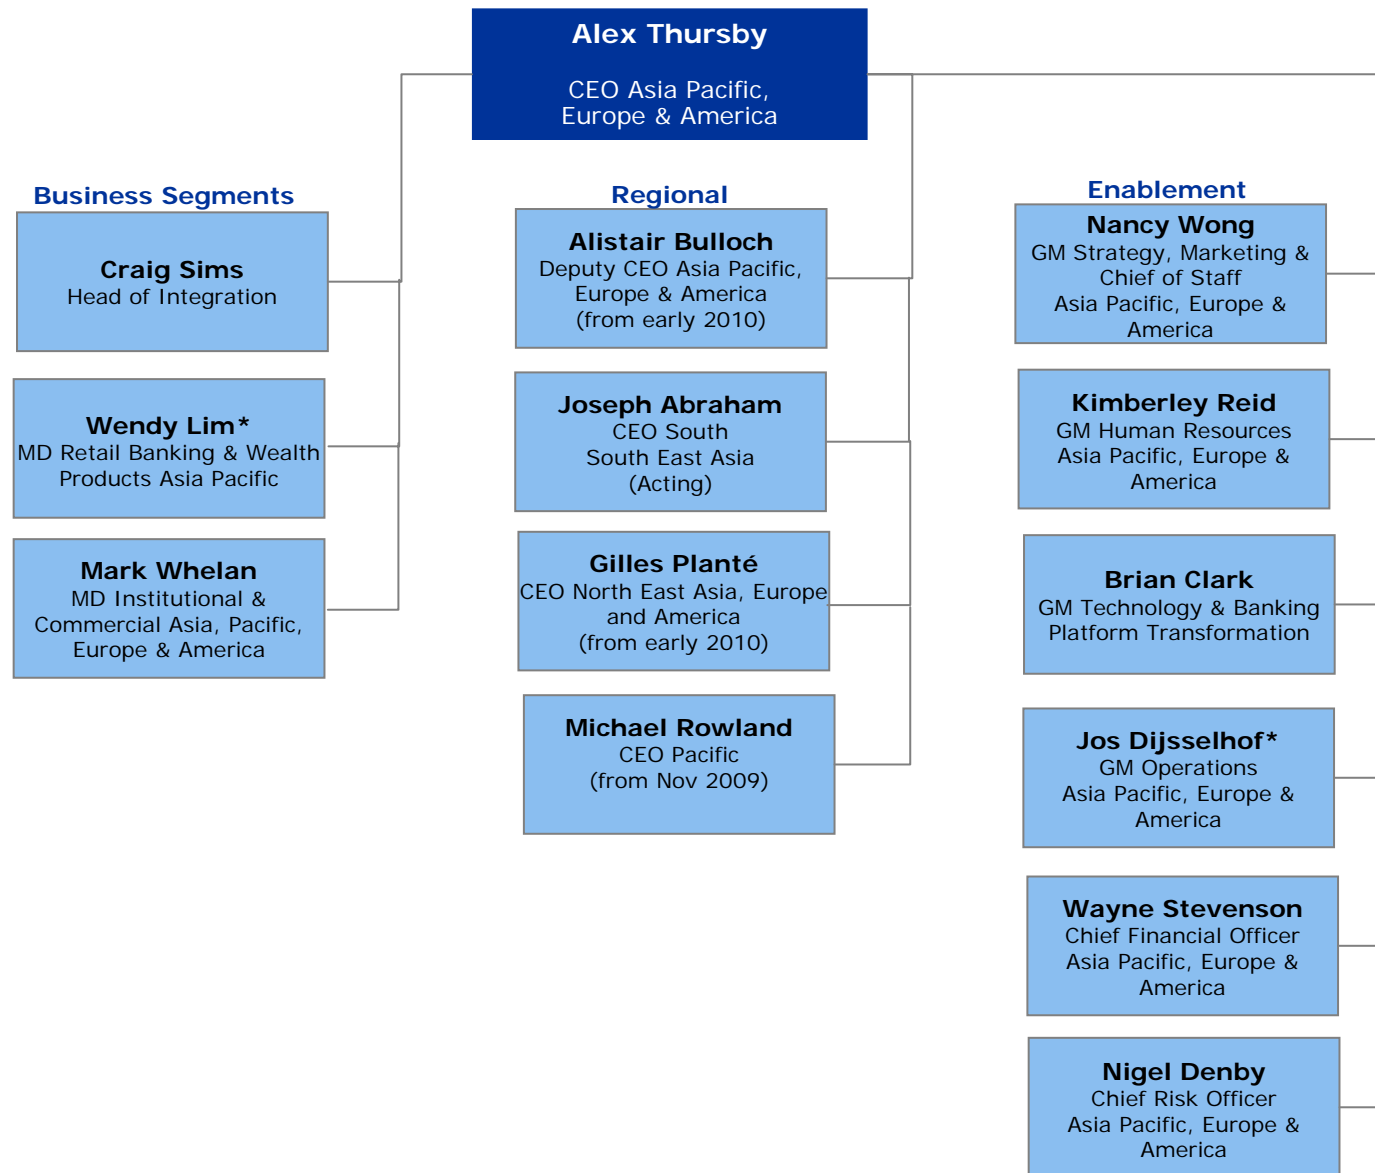 Alex Thursby
CEO Asia Pacific,
Europe & America
Business Segments
Craig Sims
Head of Integration
Wendy Lim*
MD Retail Banking & Wealth
Products Asia Pacific
Mark Whelan
MD Institutional &
Commercial Asia, Pacific,
Europe & America
Regional
Alistair Bulloch
Deputy CEO Asia Pacific,
Europe & America
(from early 2010)
Joseph Abraham
CEO South
South East Asia
(Acting)
Gilles Planté
CEO North East Asia, Europe
and America
(from early 2010)
Michael Rowland
CEO Pacific
(from Nov 2009)
Enablement
Nancy Wong
GM Strategy, Marketing &
Chief of Staff
Asia Pacific, Europe &
America
Kimberley Reid
GM Human Resources
Asia Pacific, Europe &
America
Brian Clark
GM Technology & Banking
Platform Transformation
Jos Dijsselhof*
GM Operations
Asia Pacific, Europe &
America
Wayne Stevenson
Chief Financial Officer
Asia Pacific, Europe &
America
Nigel Denby
Chief Risk Officer
Asia Pacific, Europe &
America